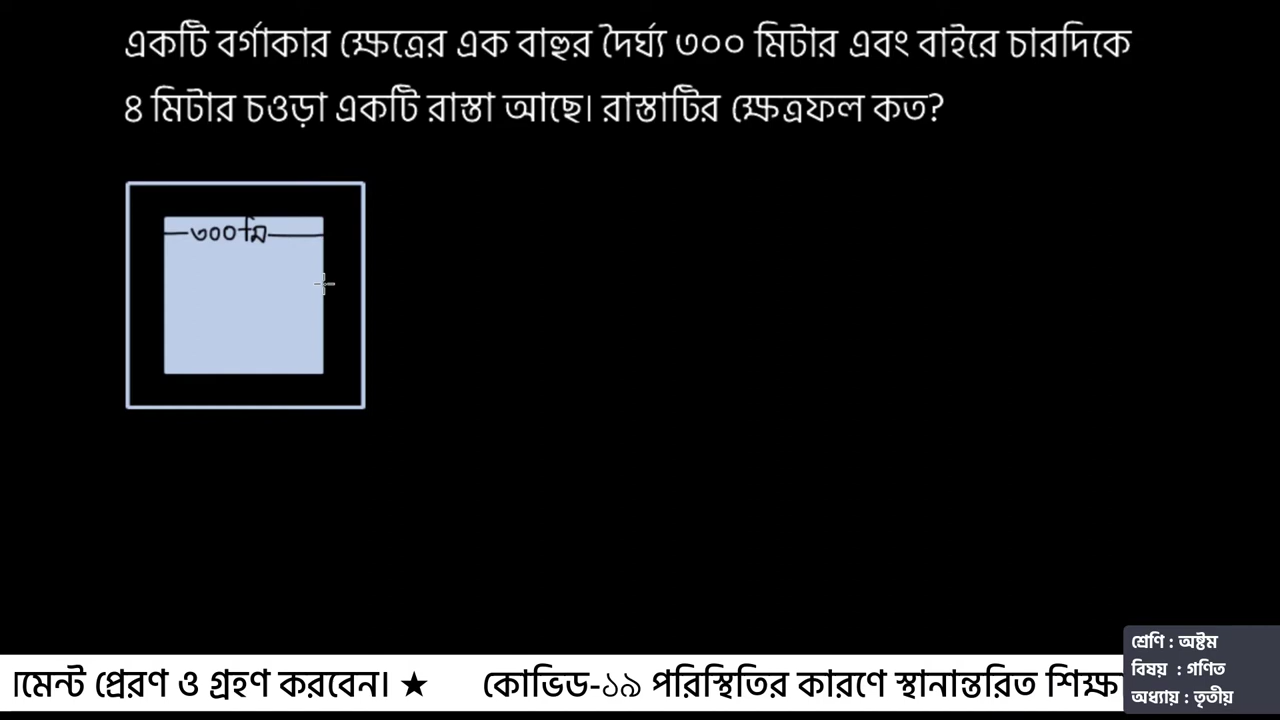 একটি বর্গাকার ক্ষেত্রের এক বাহুর দৈর্ঘ্য ৩০০ মিটার এবং বাইরে চারদিকে
৪ মিটার চওড়া একটি রাস্তা আছে। রাস্তাটির ক্ষেত্রফল কত?
৩০০ মি
শ্রেণি : অষ্টম
বিষয় : গণিত
অধ্যায় : তৃতীয়
মেন্ট প্রেরণ ও গ্রহণ করবেন। ★ কোভিড-১৯ পরিস্থিতির কারণে স্থানান্তরিত শিক্ষ